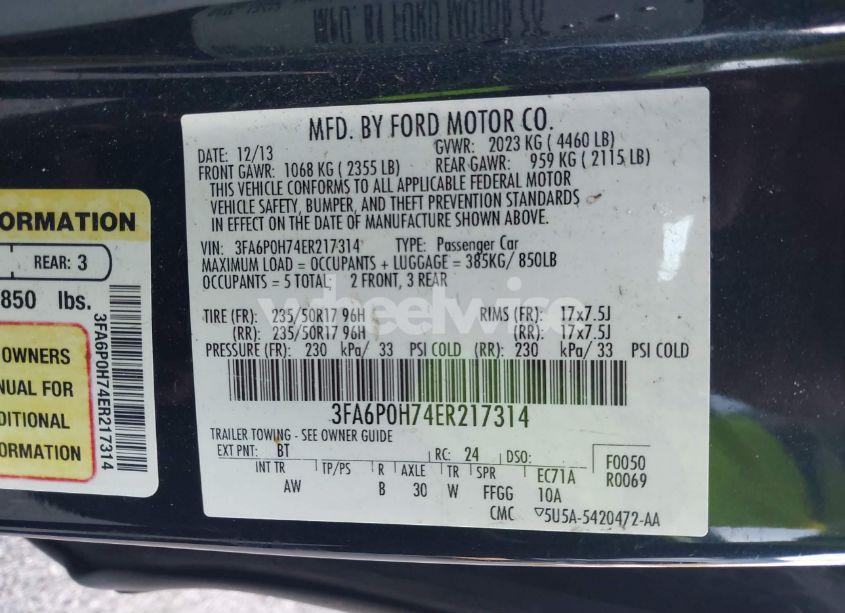 MFD. BY FORD MOTOR CO.
DATE: 12/13 GVWR: 2023 KG ( 4460 LB)
FRONT GAWR: 1068 KG ( 2355 LB) REAR GAWR: 959 KG ( 2115 LB)
THIS VEHICLE CONFORMS TO ALL APPLICABLE FEDERAL MOTOR
VEHICLE SAFETY, BUMPER, AND THEFT PREVENTION STANDARDS
IN EFFECT ON THE DATE OF MANUFACTURE SHOWN ABOVE.
VIN: 3FA6P0H74ER217314 TYPE: Passenger Car
MAXIMUM LOAD = OCCUPANTS + LUGGAGE = 385KG/ 850LB
OCCUPANTS = 5 TOTAL; 2 FRONT, 3 REAR
TIRE (FR): 235/50R17 96H RIMS (FR): 17x7.5J
(RR): 235/50R17 96H (RR): 17x7.5J
PRESSURE (FR): 230 kPa/ 33 PSI COLD (RR): 230 kPa/ 33 PSI COLD
3FA6P0H74ER217314
TRAILER TOWING - SEE OWNER GUIDE
EXT PNT: BT RC: 24 DSO: F0050
INT TR TP/PS R AXLE TR SPR EC71A R0069
AW B 30 W FFGG 10A
CMC ▽5U5A-5420472-AA
ORMATION
REAR: 3
850 lbs.
OWNERS
NUAL FOR
DITIONAL
FORMATION
3FA6P0H74ER217314
wheelwise